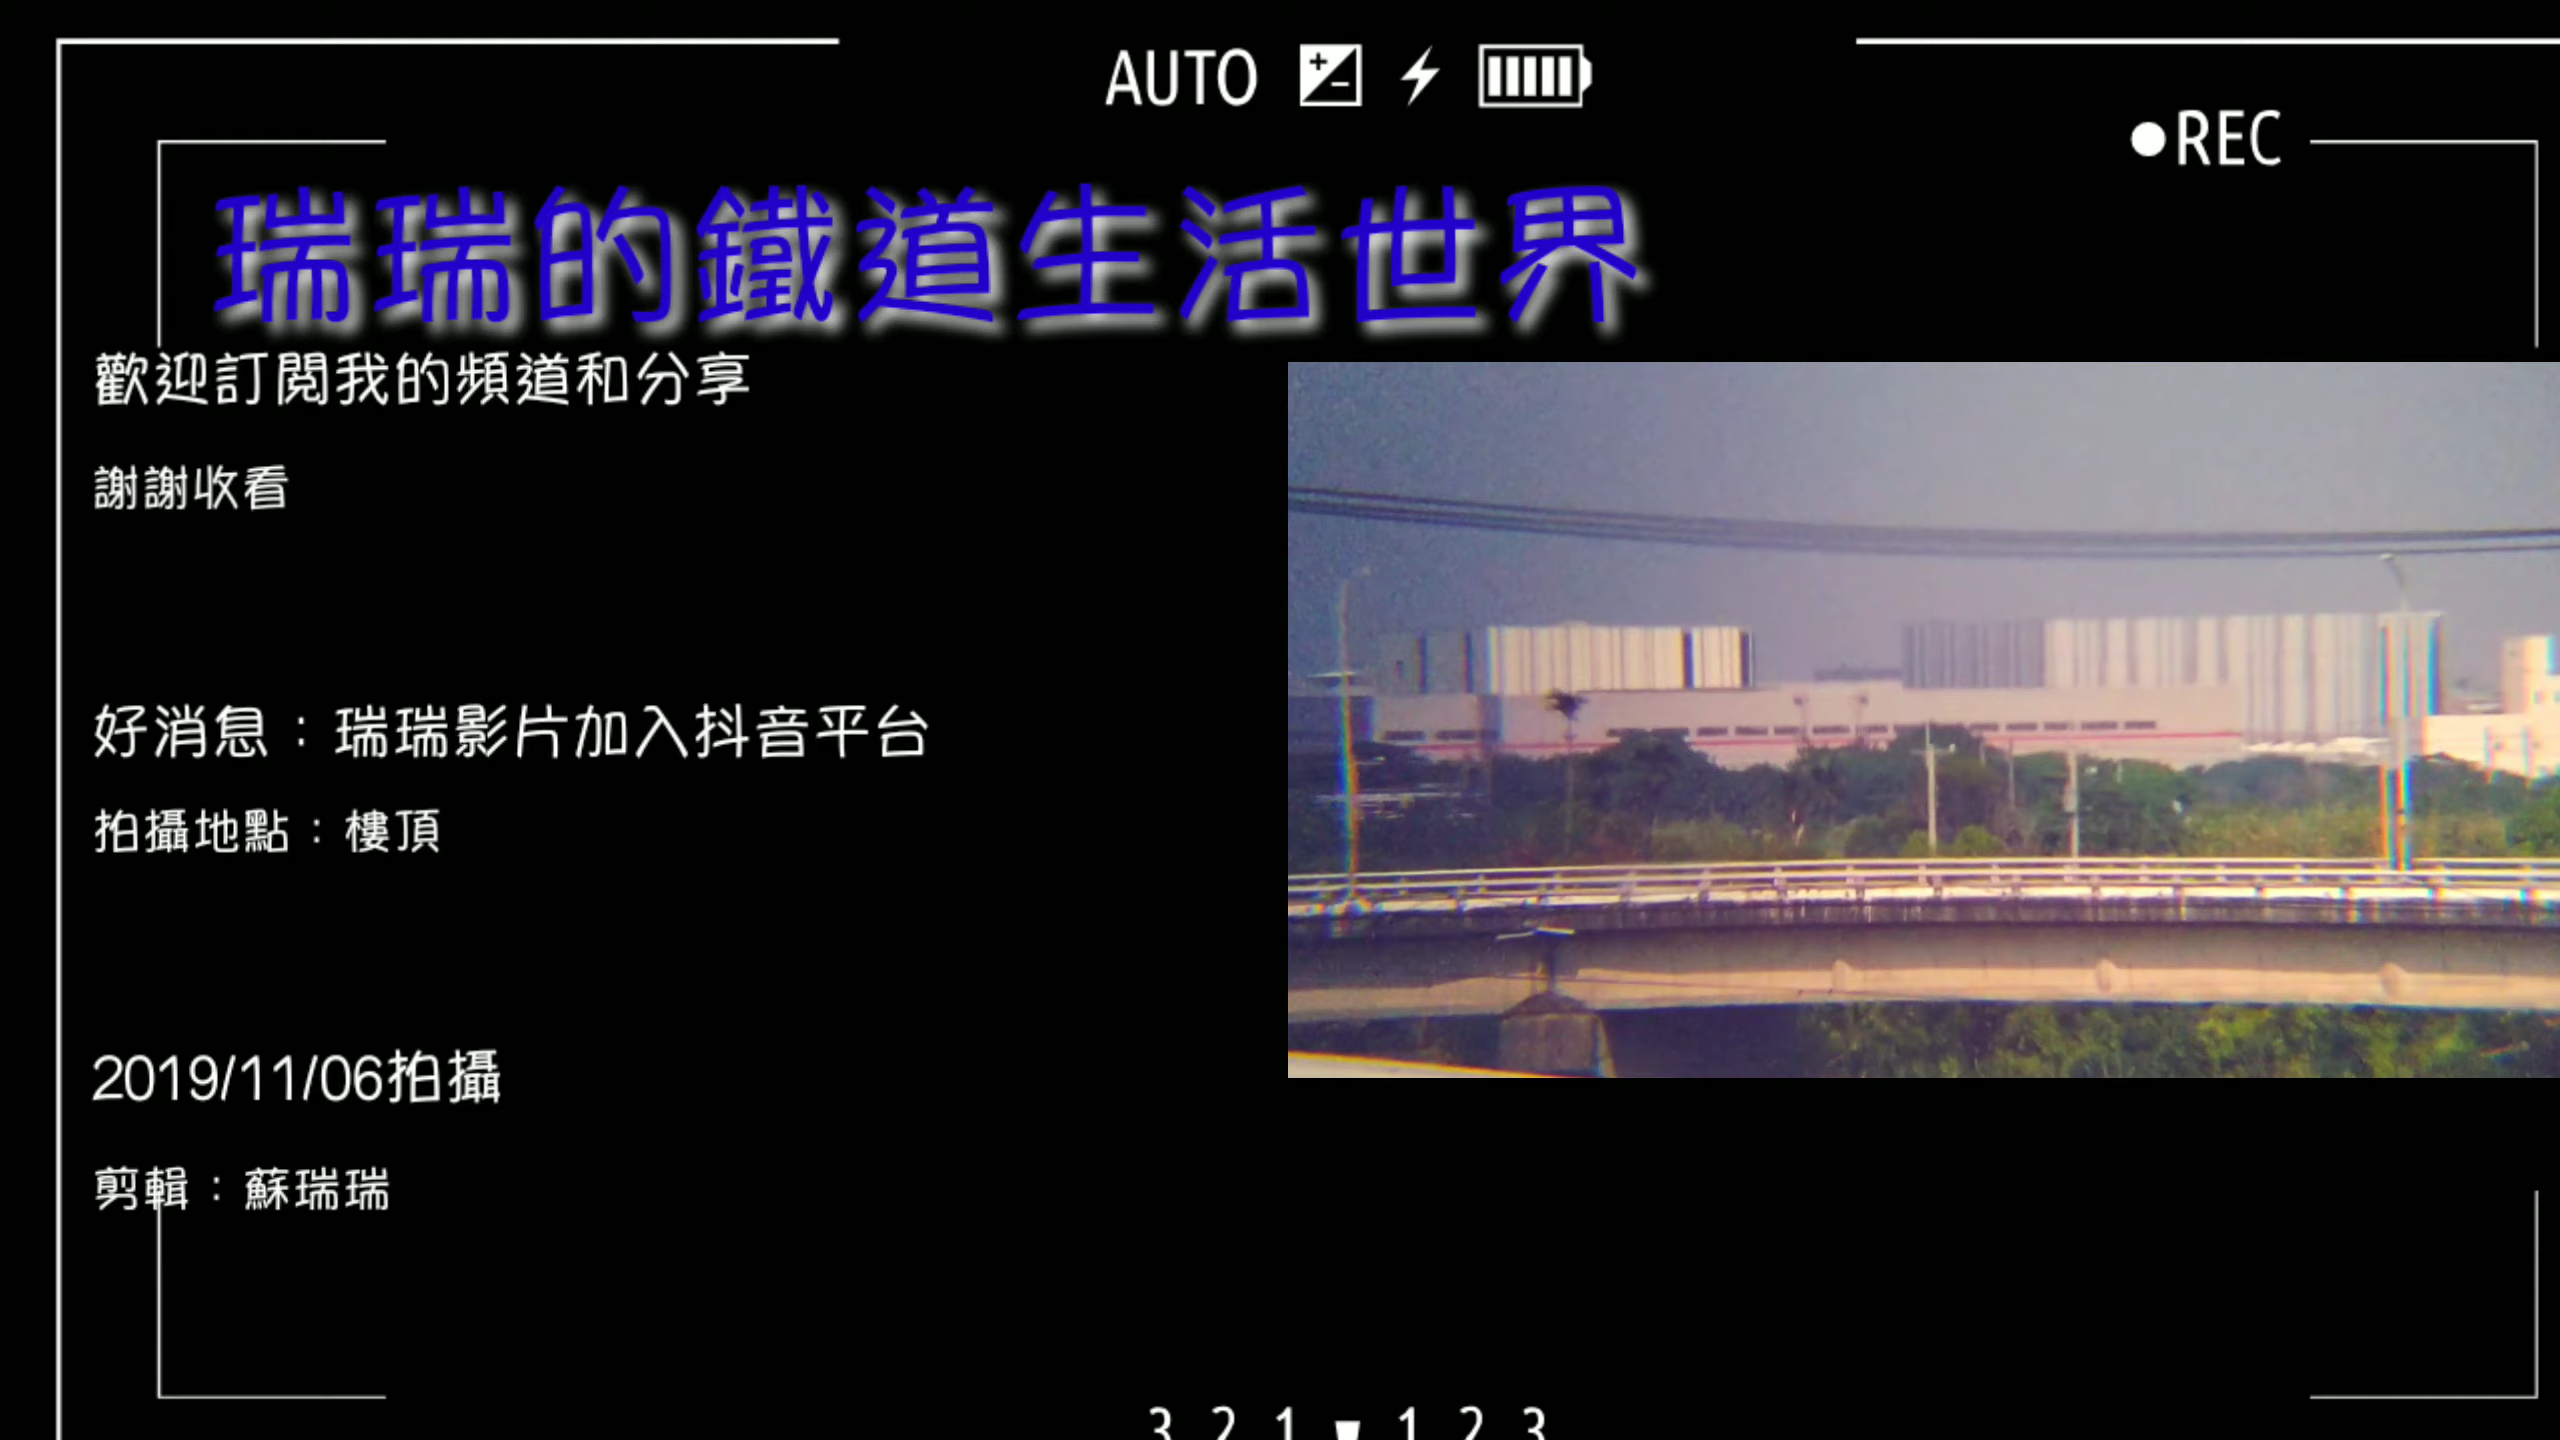 AUTO
REC
瑞瑞的鐵道生活世界
歡迎訂閱我的頻道和分享
謝謝收看
好消息：瑞瑞影片加入抖音平台
拍攝地點：樓頂
2019/11/06拍攝
剪輯：蘇瑞瑞
3 2 1 1 2 3